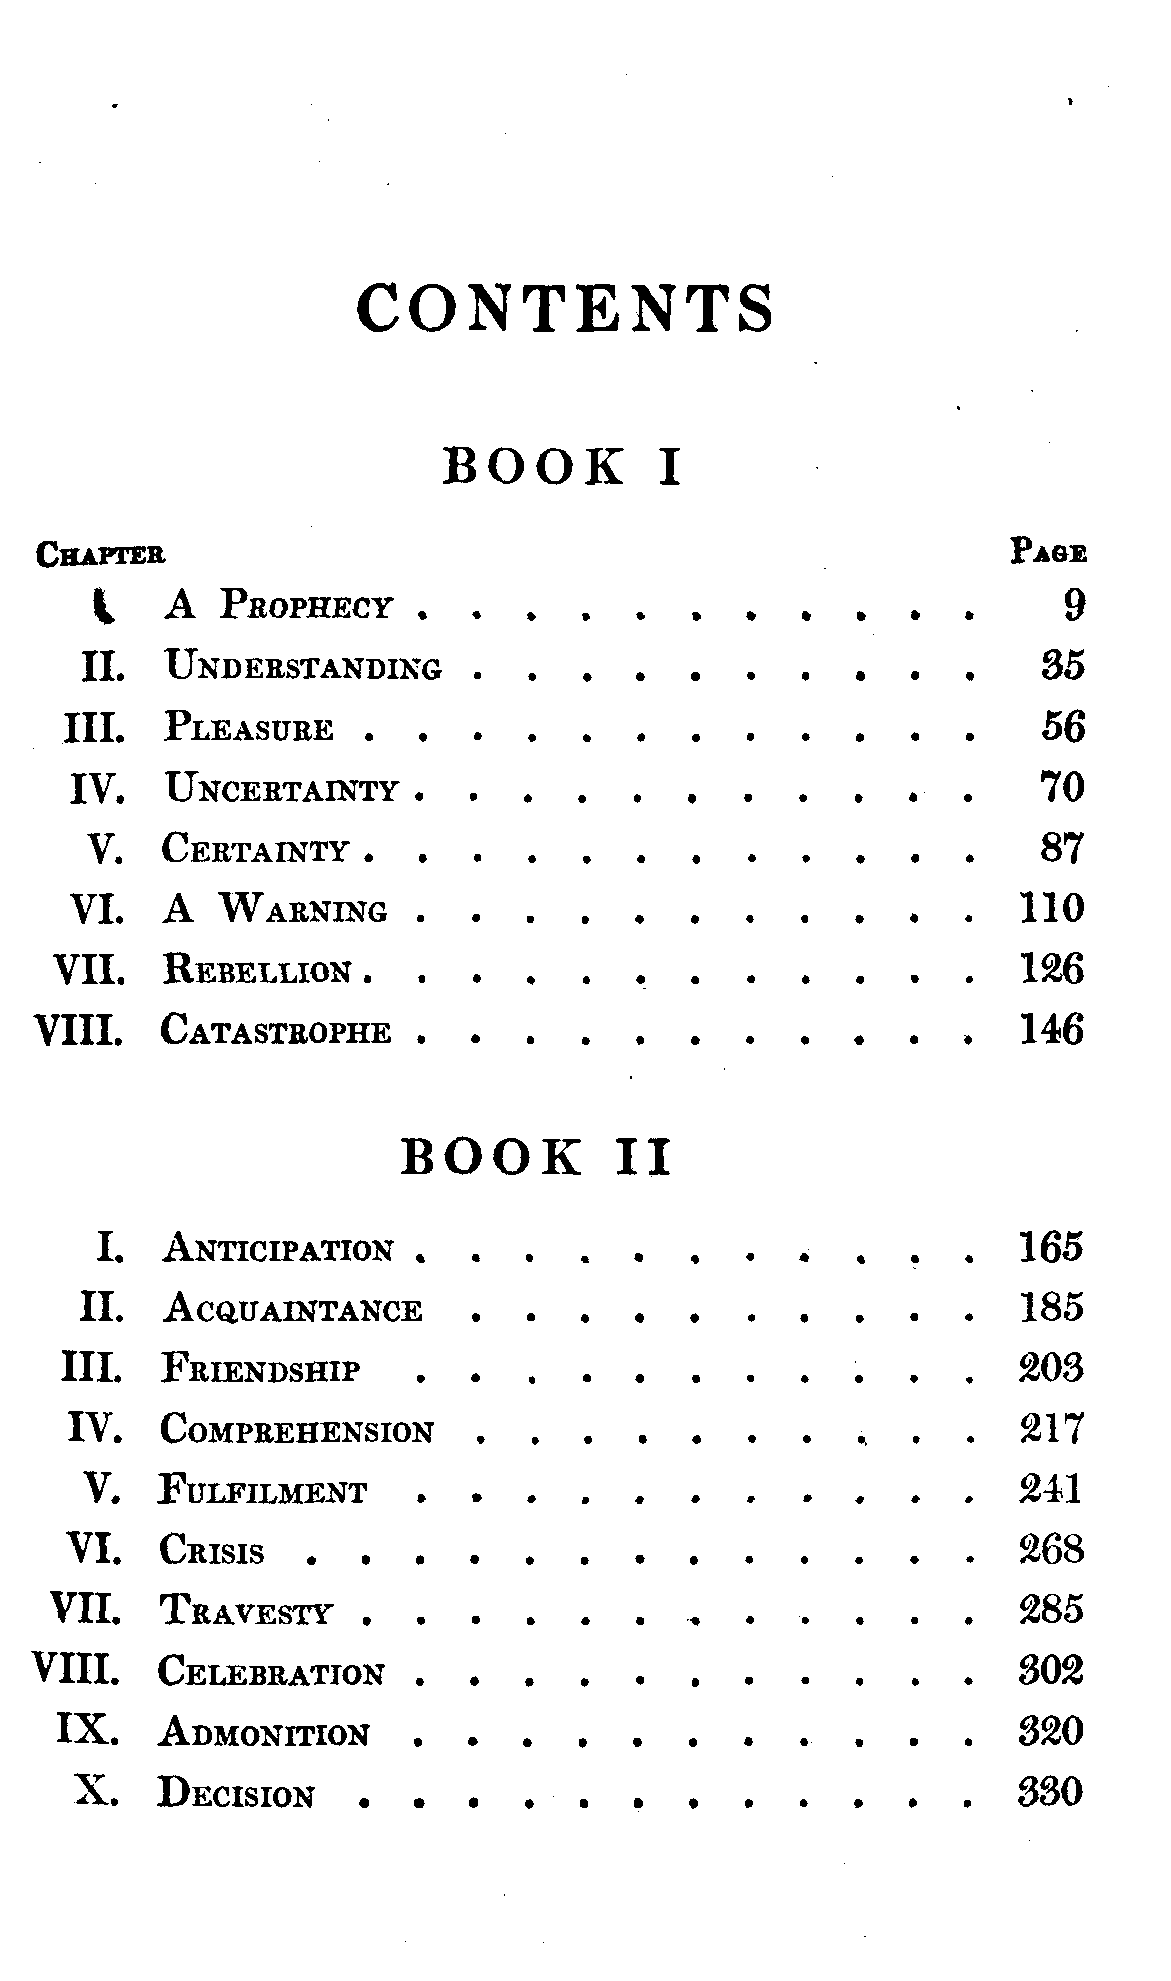 CONTENTS
BOOK I
CHAPTER PAGE
I. A PROPHECY . . . . . . . . . . . 9
II. UNDERSTANDING . . . . . . . . . . 35
III. PLEASURE . . . . . . . . . . . . 56
IV. UNCERTAINTY . . . . . . . . . . . 70
V. CERTAINTY . . . . . . . . . . . . 87
VI. A WARNING . . . . . . . . . . . 110
VII. REBELLION . . . . . . . . . . . . 126
VIII. CATASTROPHE . . . . . . . . . . . 146
BOOK II
I. ANTICIPATION . . . . . . . . . . . 165
II. ACQUAINTANCE . . . . . . . . . . 185
III. FRIENDSHIP . . . . . . . . . . . 203
IV. COMPREHENSION . . . . . . . . . . 217
V. FULFILMENT . . . . . . . . . . . 241
VI. CRISIS . . . . . . . . . . . . . 268
VII. TRAVESTY . . . . . . . . . . . . 285
VIII. CELEBRATION . . . . . . . . . . . 302
IX. ADMONITION . . . . . . . . . . . 320
X. DECISION . . . . . . . . . . . . 330